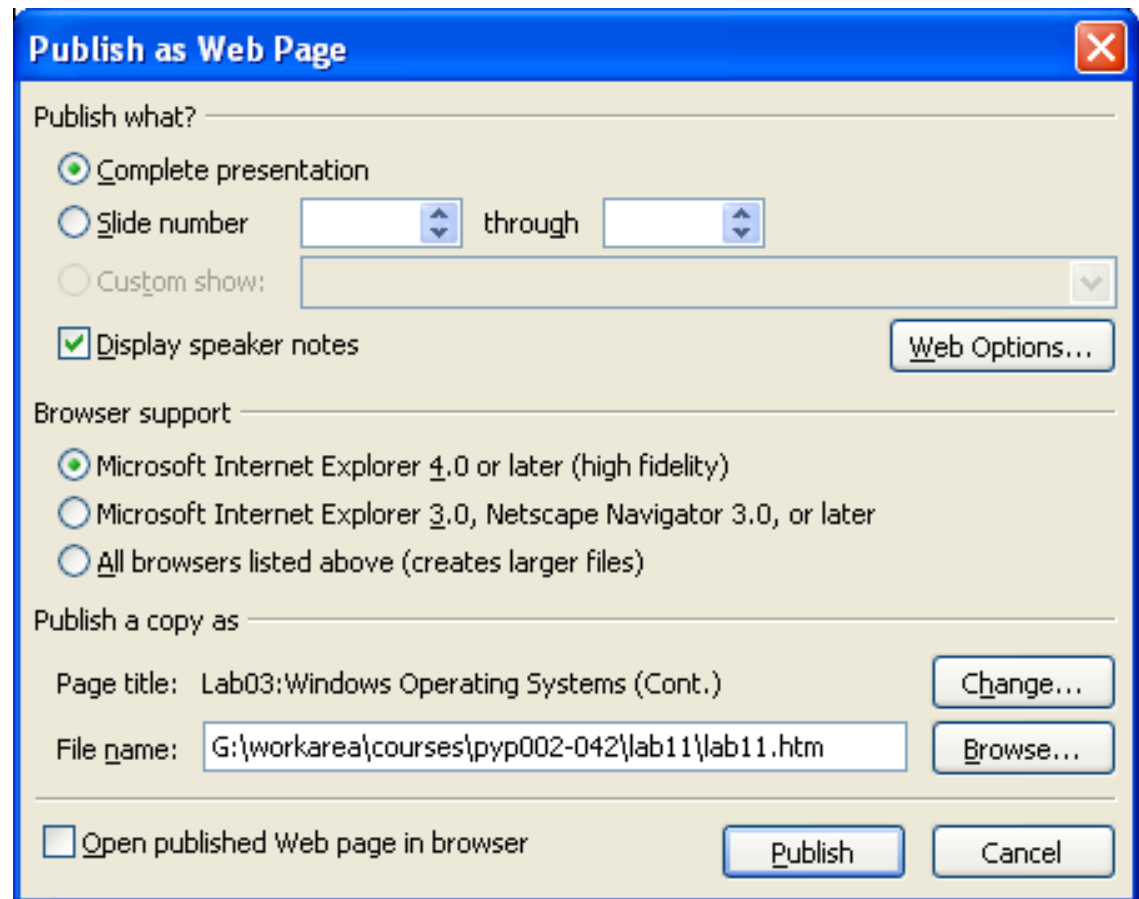 Publish as Web Page
Publish what?
Complete presentation
Slide number through
Custom show:
Display speaker notes Web Options...
Browser support
Microsoft Internet Explorer 4.0 or later (high fidelity)
Microsoft Internet Explorer 3.0, Netscape Navigator 3.0, or later
All browsers listed above (creates larger files)
Publish a copy as
Page title: Lab03:Windows Operating Systems (Cont.) Change...
File name: G:\workarea\courses\pyp002-042\lab11\lab11.htm Browse...
Open published Web page in browser Publish Cancel